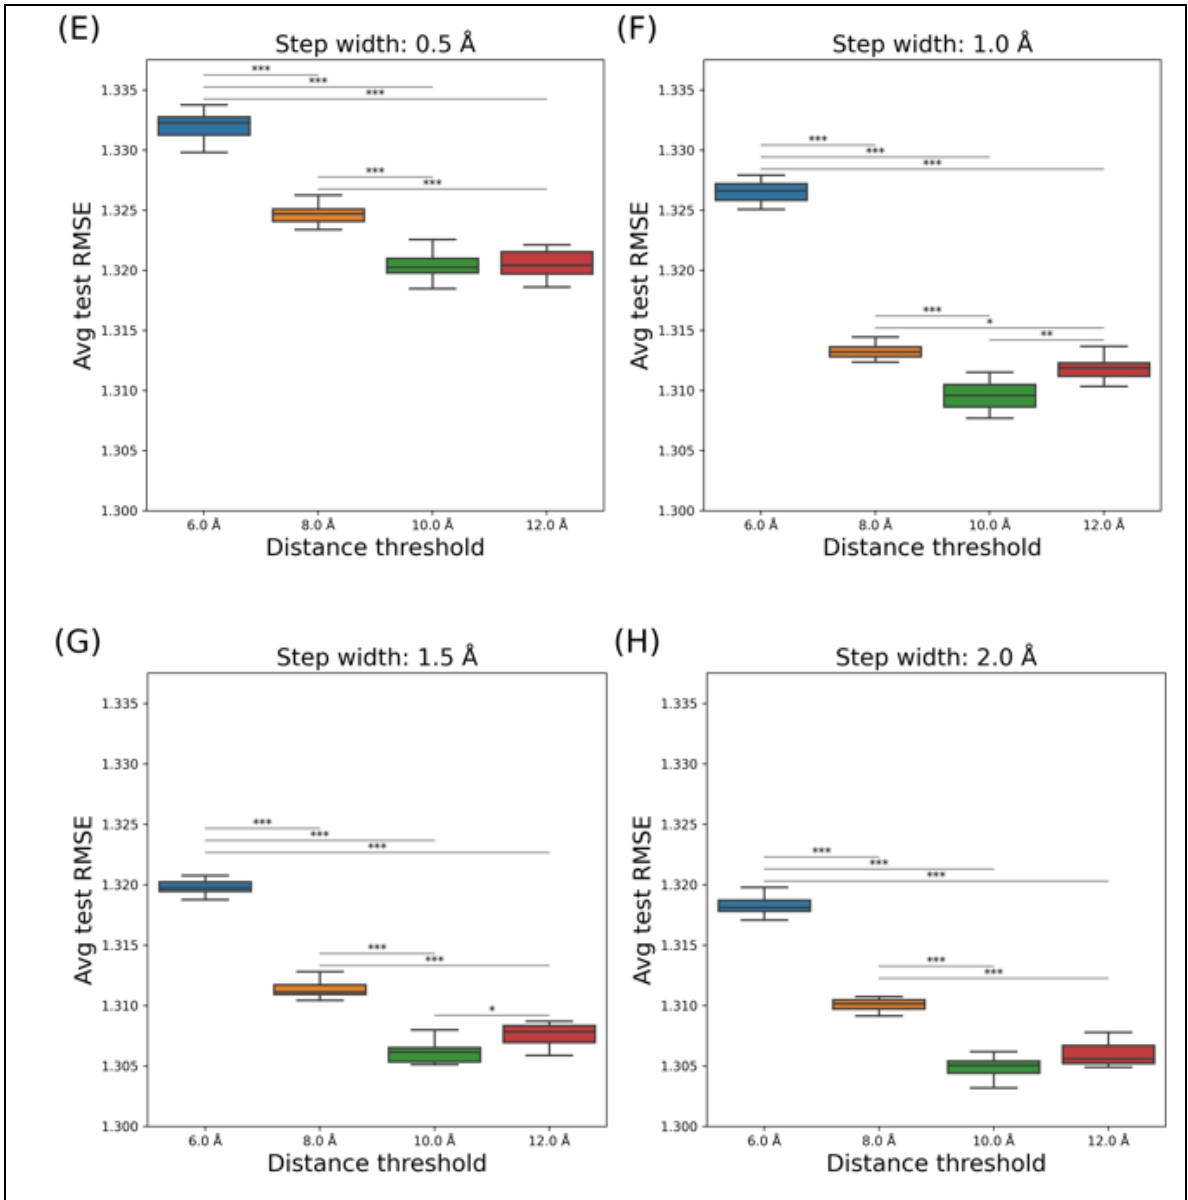 (E)
Step width: 0.5 Å
Avg test RMSE
1.335
1.330
1.325
1.320
1.315
1.310
1.305
1.300
***
***
***
***
***
6.0 Å 8.0 Å 10.0 Å 12.0 Å
Distance threshold
(F)
Step width: 1.0 Å
Avg test RMSE
1.335
1.330
1.325
1.320
1.315
1.310
1.305
1.300
***
***
***
***
*
**
6.0 Å 8.0 Å 10.0 Å 12.0 Å
Distance threshold
(G)
Step width: 1.5 Å
Avg test RMSE
1.335
1.330
1.325
1.320
1.315
1.310
1.305
1.300
***
***
***
***
***
*
6.0 Å 8.0 Å 10.0 Å 12.0 Å
Distance threshold
(H)
Step width: 2.0 Å
Avg test RMSE
1.335
1.330
1.325
1.320
1.315
1.310
1.305
1.300
***
***
***
***
***
6.0 Å 8.0 Å 10.0 Å 12.0 Å
Distance threshold